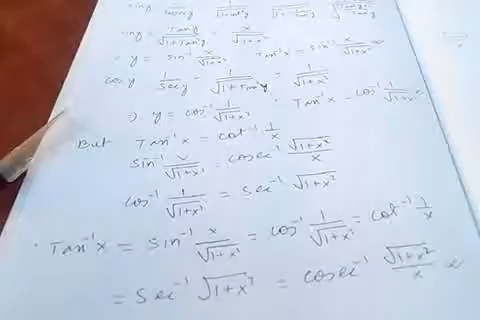 sin y = Tan y / √(1+Tan²y) = x / √(1+x²)
⇒ y = sin⁻¹ x/√(1+x²) Tan⁻¹x = sin⁻¹ x/√(1+x²)
Cos y = 1/Sec y = 1/√(1+Tan²y) = 1/√(1+x²)
⇒ y = cos⁻¹ 1/√(1+x²) ∴ Tan⁻¹x = cos⁻¹ 1/√(1+x²)
But Tan⁻¹x = cot⁻¹ 1/x
sin⁻¹ x/√(1+x²) = cosec⁻¹ √(1+x²)/x
cos⁻¹ 1/√(1+x²) = sec⁻¹ √(1+x²)
∴ Tan⁻¹x = sin⁻¹ x/√(1+x²) = cos⁻¹ 1/√(1+x²) = cot⁻¹ 1/x
= Sec⁻¹ √(1+x²) = cosec⁻¹ √(1+x²)/x